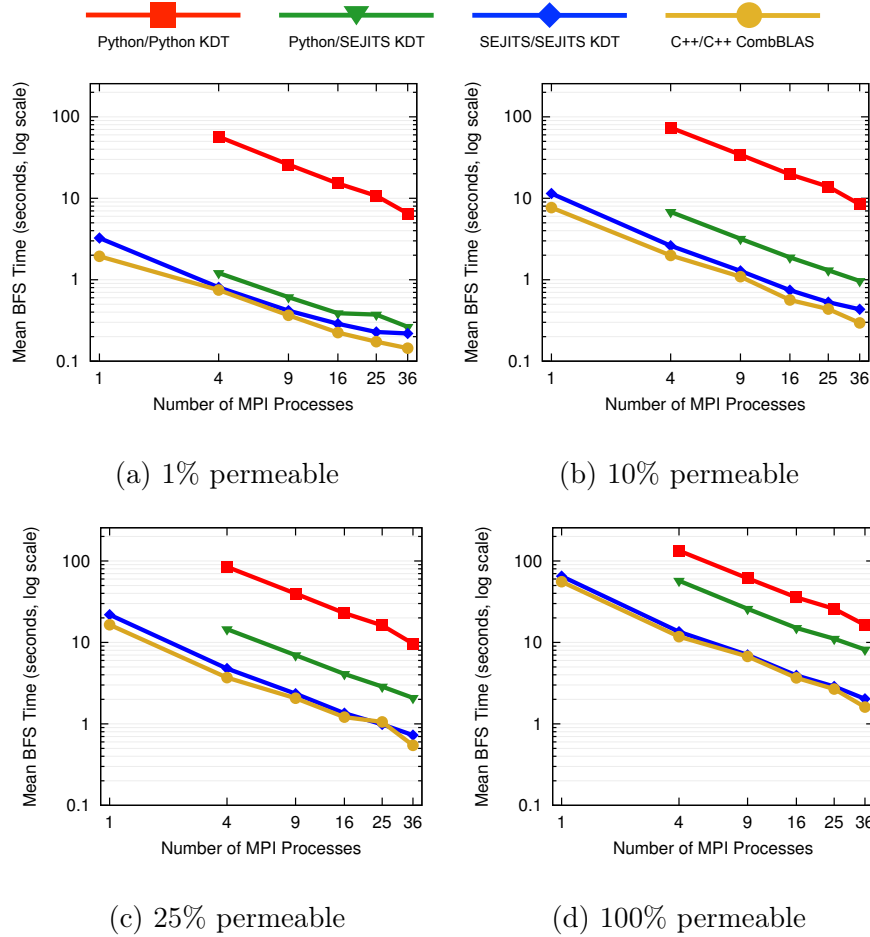 Python/Python KDT Python/SEJITS KDT SEJITS/SEJITS KDT C++/C++ CombBLAS
Mean BFS Time (seconds, log scale)
100
10
1
0.1
1 4 9 16 25 36
Number of MPI Processes
(a) 1% permeable
Mean BFS Time (seconds, log scale)
100
10
1
0.1
1 4 9 16 25 36
Number of MPI Processes
(b) 10% permeable
Mean BFS Time (seconds, log scale)
100
10
1
0.1
1 4 9 16 25 36
Number of MPI Processes
(c) 25% permeable
Mean BFS Time (seconds, log scale)
100
10
1
0.1
1 4 9 16 25 36
Number of MPI Processes
(d) 100% permeable